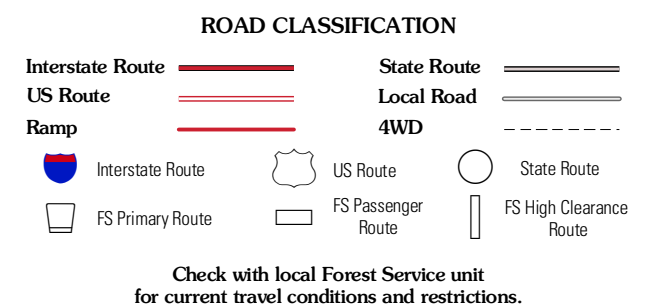 ROAD CLASSIFICATION
Interstate Route
State Route
US Route
Local Road
Ramp
4WD
Interstate Route
US Route
State Route
FS Primary Route
FS Passenger
Route
FS High Clearance
Route
Check with local Forest Service unit
for current travel conditions and restrictions.